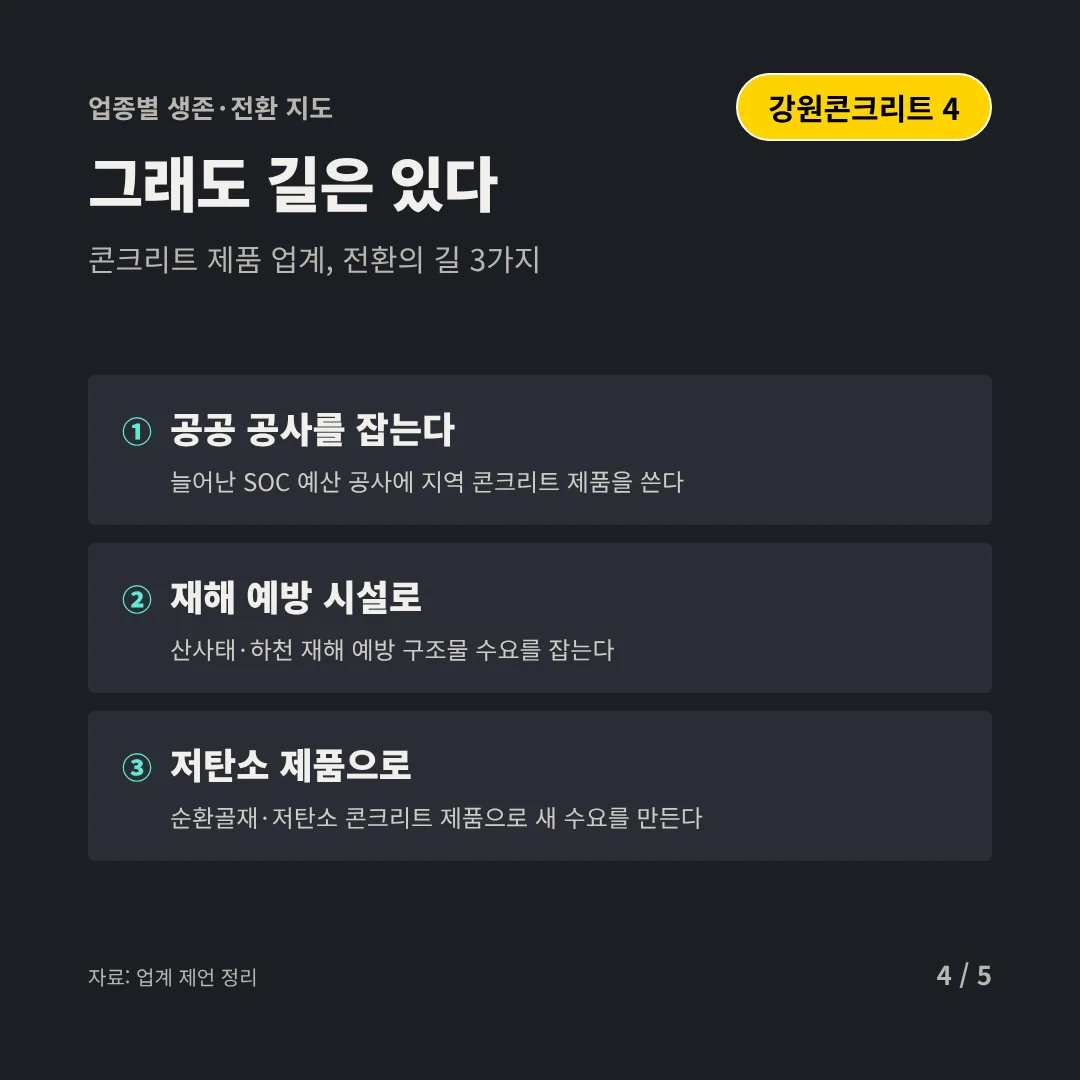 업종별 생존·전환 지도
강원콘크리트 4
그래도 길은 있다
콘크리트 제품 업계, 전환의 길 3가지
① 공공 공사를 잡는다
늘어난 SOC 예산 공사에 지역 콘크리트 제품을 쓴다
② 재해 예방 시설로
산사태·하천 재해 예방 구조물 수요를 잡는다
③ 저탄소 제품으로
순환골재·저탄소 콘크리트 제품으로 새 수요를 만든다
자료: 업계 제언 정리
4 / 5